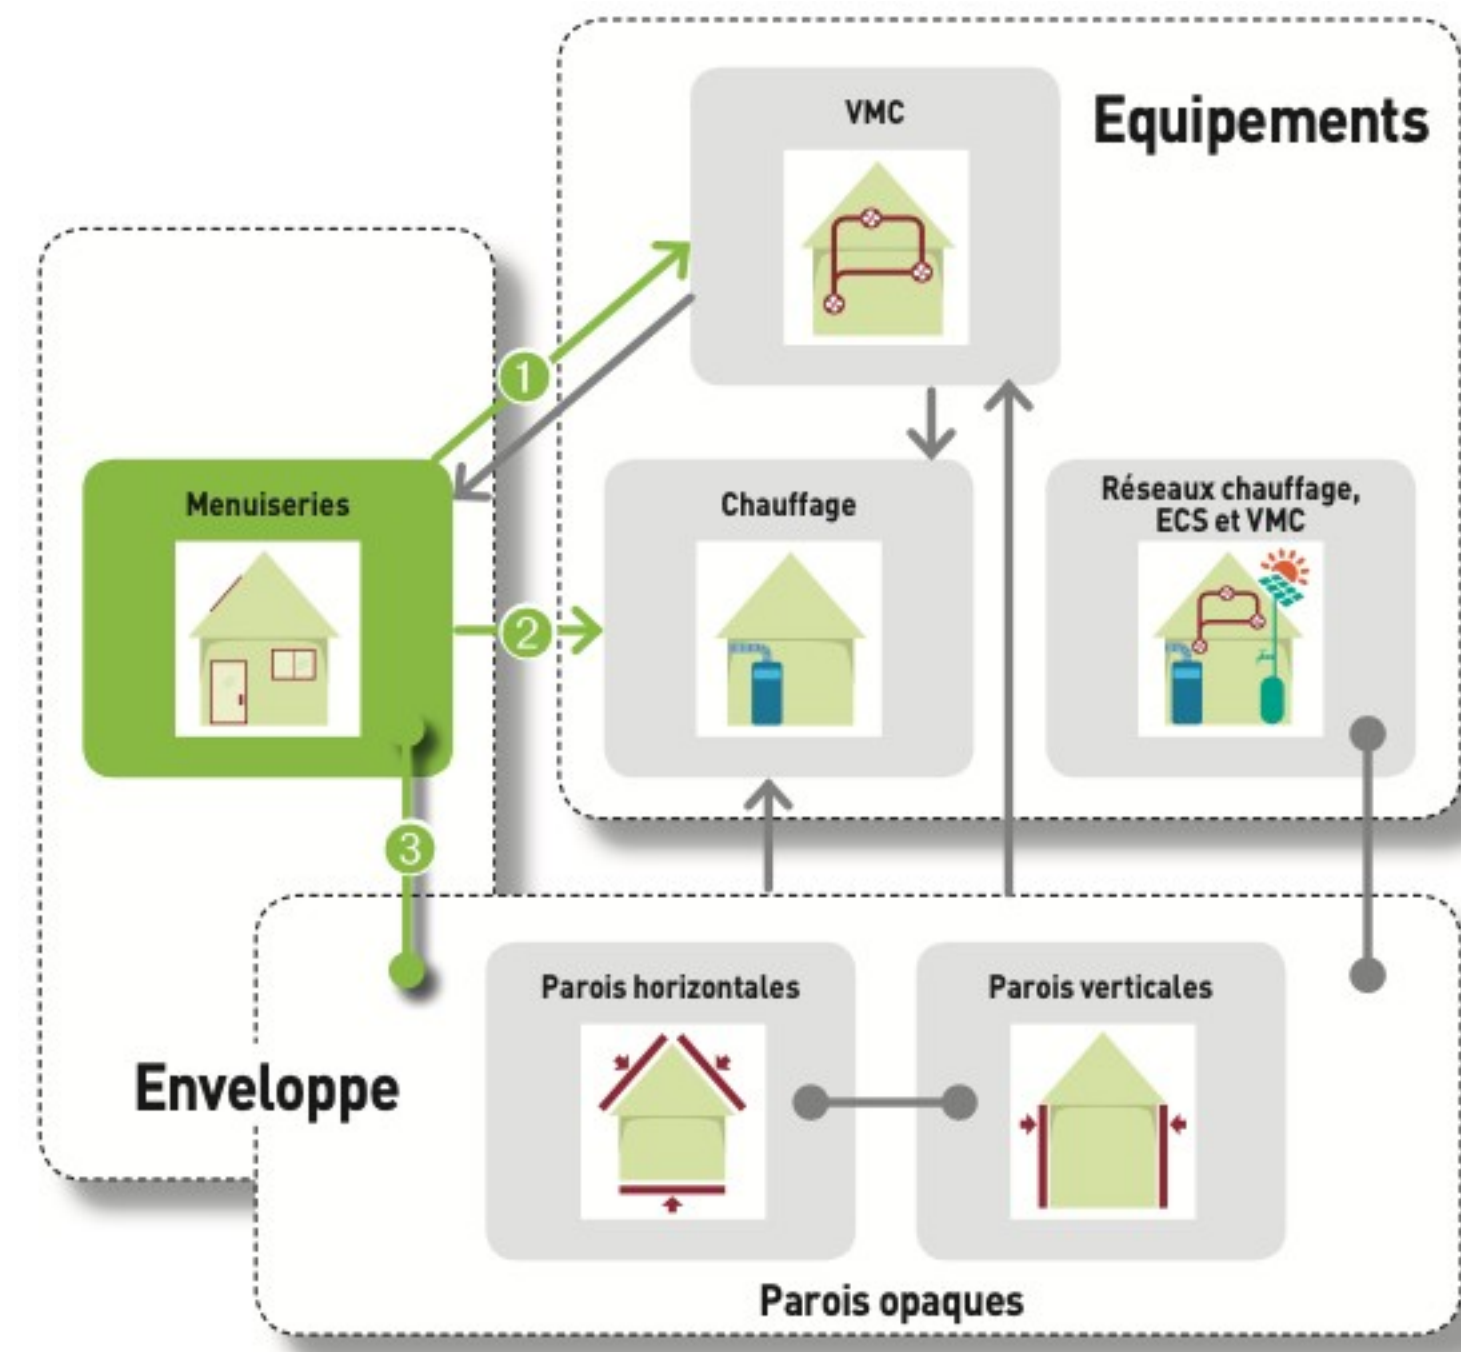 VMC
Equipements
1
Menuiseries
Chauffage
Réseaux chauffage,
ECS et VMC
2
3
Parois horizontales
Parois verticales
Enveloppe
Parois opaques